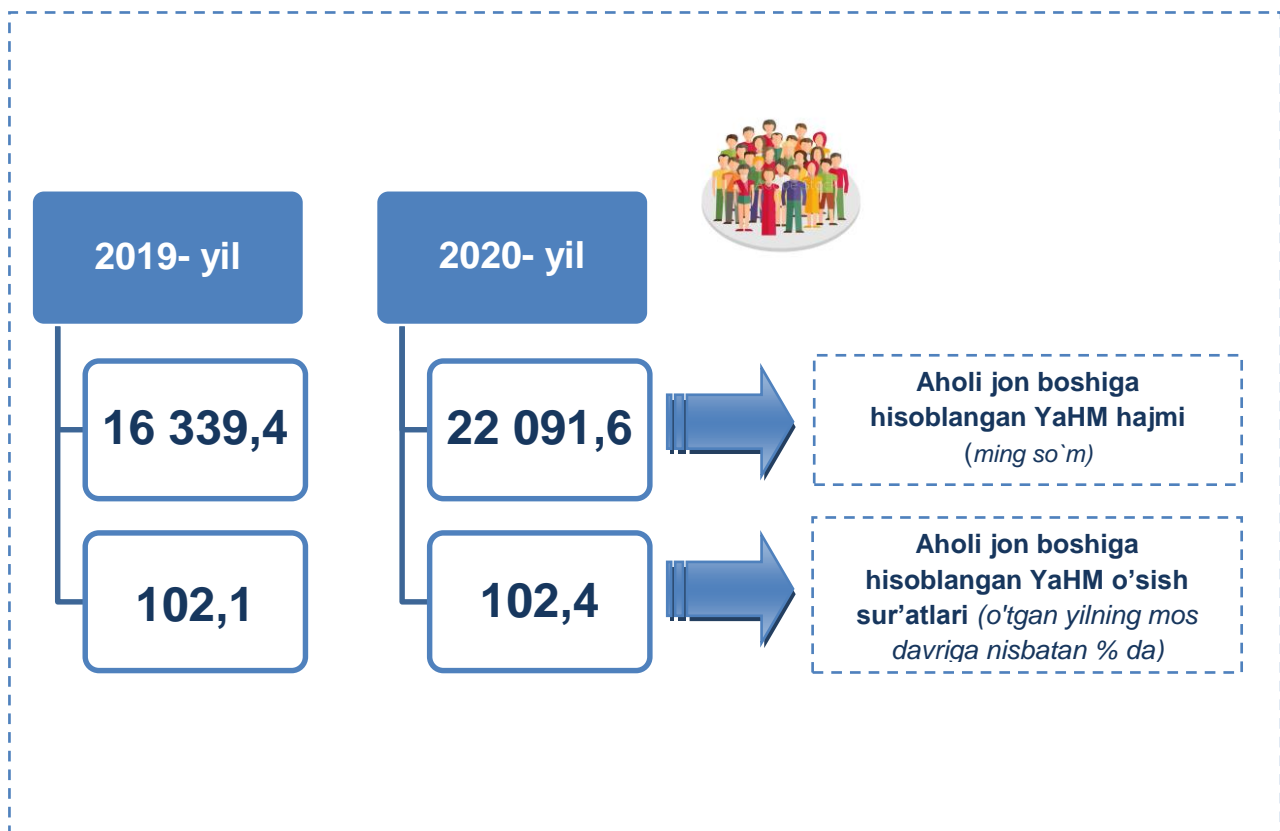 2019- yil
2020- yil
16 339,4
22 091,6
Aholi jon boshiga
hisoblangan YaHM hajmi
(ming so`m)
102,1
102,4
Aholi jon boshiga
hisoblangan YaHM o’sish
sur’atlari (o'tgan yilning mos
davriga nisbatan % da)